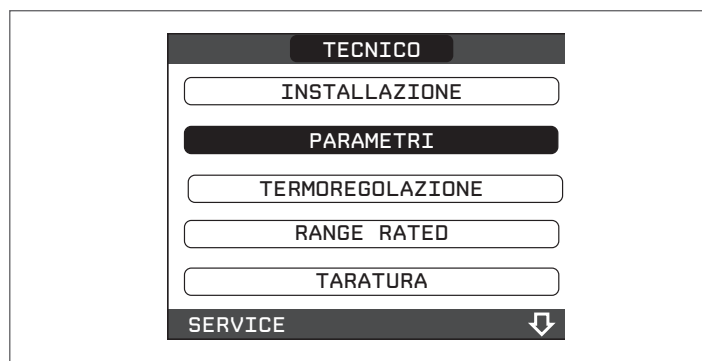 TECNICO
INSTALLAZIONE
PARAMETRI
TERMOREGOLAZIONE
RANGE RATED
TARATURA
SERVICE